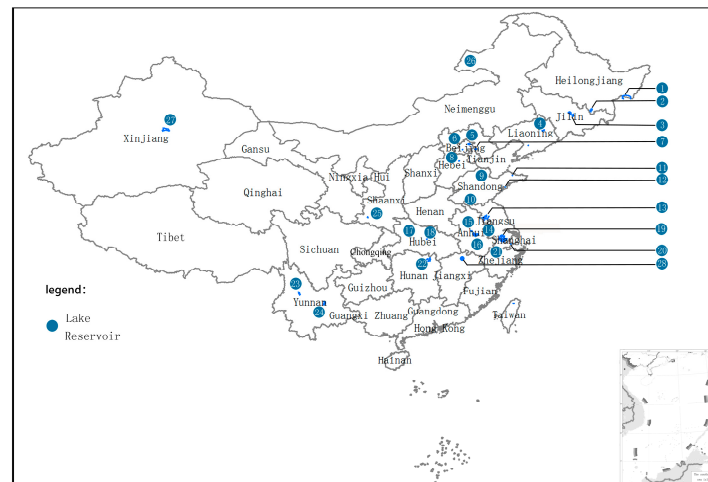 26
Heilongjiang
1
27
2
Neimenggu
4
Jilin
3
Xinjiang
6
5
Liaoning
Beijing
7
Gansu
8
Tianjin
Hebei
Shanxi
11
Ningxia Hui
9
12
Qinghai
Shandong
Shaanxi
10
25
Henan
13
15
Jiangsu
17
18
Anhui
14
19
Tibet
Hubei
16
Shanghai
Sichuan
20
Chongqing
21
22
Zhejiang
28
Hunan
Jiangxi
23
Guizhou
Fujian
legend:
Yunnan
24
Guangdong
Guangxi Zhuang
Taiwan
Lake
Hong Kong
Reservoir
Hainan